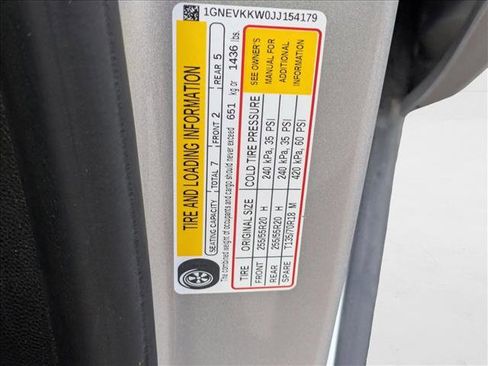 1GNEVKKW0JJ154179
TIRE AND LOADING INFORMATION
SEATING CAPACITY TOTAL 7 FRONT 2 REAR 5
The combined weight of occupants and cargo should never exceed 651 kg or 1436 lbs.
TIRE ORIGINAL SIZE COLD TIRE PRESSURE
FRONT 255/55R20 H 240 kPa, 35 PSI
REAR 255/55R20 H 240 kPa, 35 PSI
SPARE T135/70R18 M 420 kPa, 60 PSI
SEE OWNER'S
MANUAL FOR
ADDITIONAL
INFORMATION